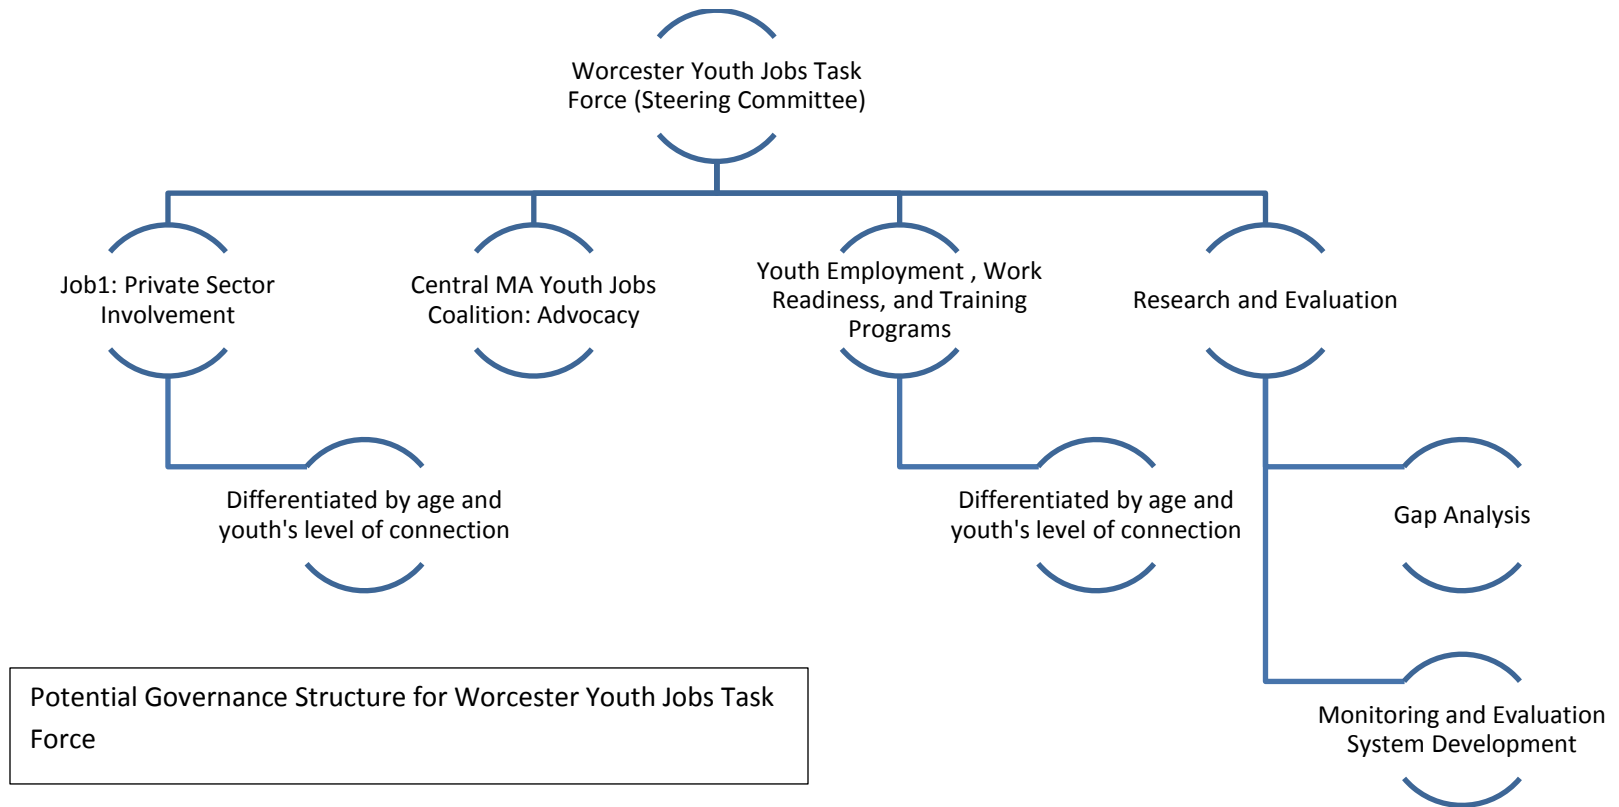 Worcester Youth Jobs Task
Force (Steering Committee)
Job1: Private Sector
Involvement
Central MA Youth Jobs
Coalition: Advocacy
Youth Employment , Work
Readiness, and Training
Programs
Research and Evaluation
Differentiated by age and
youth's level of connection
Differentiated by age and
youth's level of connection
Gap Analysis
Monitoring and Evaluation
System Development
Potential Governance Structure for Worcester Youth Jobs Task
Force